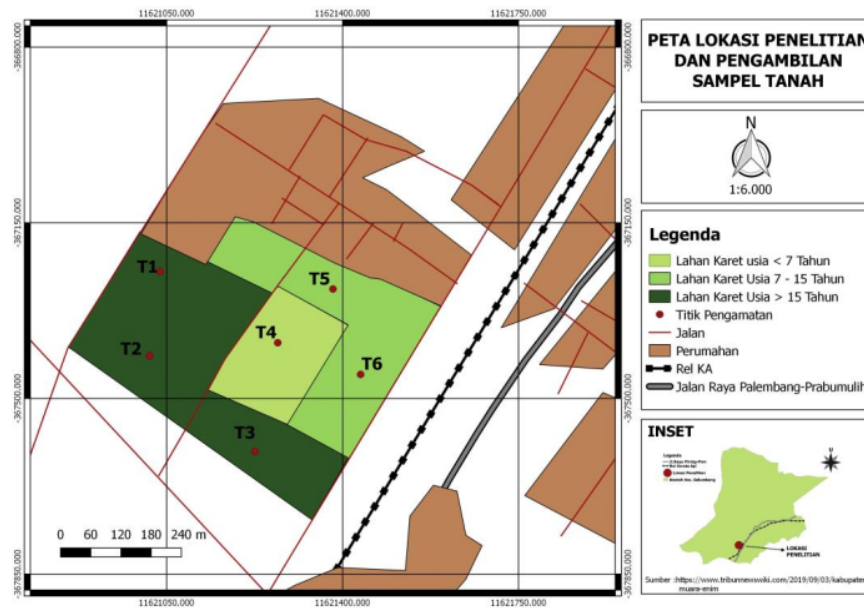 11621050.000 11621400.000 11621750.000
-366800.000 -366800.000
-367150.000 -367150.000
-367500.000 -367500.000
-367850.000 -367850.000
T1
T2
T3
T4
T5
T6
0 60 120 180 240 m
11621050.000 11621400.000 11621750.000
PETA LOKASI PENELITIAN
DAN PENGAMBILAN
SAMPEL TANAH
N
1:6.000
Legenda
Lahan Karet usia < 7 Tahun
Lahan Karet Usia 7 - 15 Tahun
Lahan Karet Usia > 15 Tahun
Titik Pengamatan
Jalan
Perumahan
Rel KA
Jalan Raya Palembang-Prabumulih
INSET
Legenda
U
LOKASI
PENELITIAN
Sumber :https://www.tribunnewswiki.com/2019/09/03/kabupaten
muara-enim